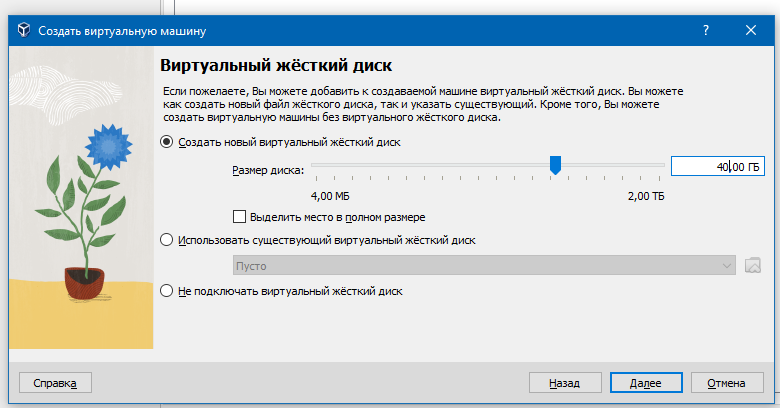 Создать виртуальную машину
Виртуальный жёсткий диск
Если пожелаете, Вы можете добавить к создаваемой машине виртуальный жёсткий диск. Вы можете
как создать новый файл жёсткого диска, так и указать существующий. Кроме того, Вы можете
создать виртуальную машины без виртуального жёсткого диска.
Создать новый виртуальный жёсткий диск
Размер диска:
40,00 ГБ
4,00 МБ
2,00 ТБ
Выделить место в полном размере
Использовать существующий виртуальный жёсткий диск
Пусто
Не подключать виртуальный жёсткий диск
Справка
Назад
Далее
Отмена